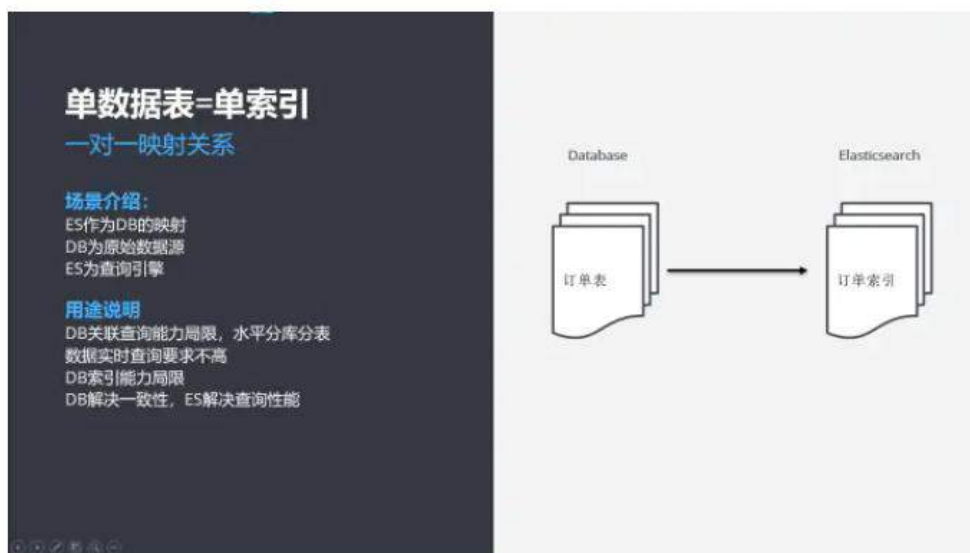 单数据表=单索引
一对一映射关系
场景介绍：
ES作为DB的映射
DB为原始数据源
ES为查询引擎
用途说明
DB关联查询能力局限，水平分库分表
数据实时查询要求不高
DB索引能力局限
DB解决一致性，ES解决查询性能
Database
Elasticsearch
订单表
订单索引